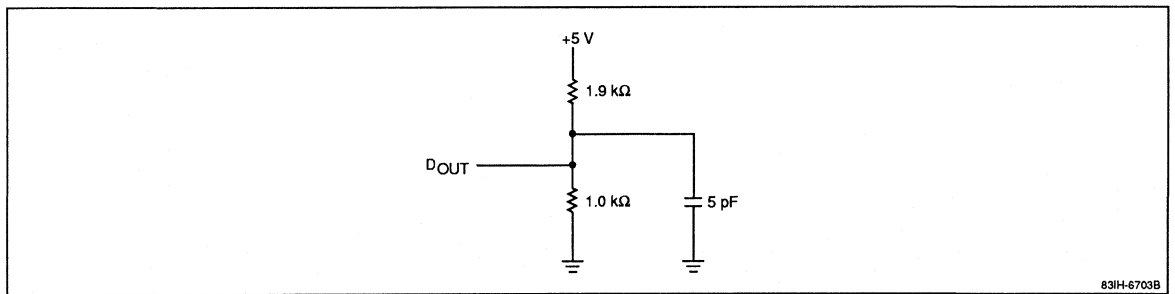 +5 V
1.9 kΩ
DOUT
1.0 kΩ
5 pF
83IH-6703B